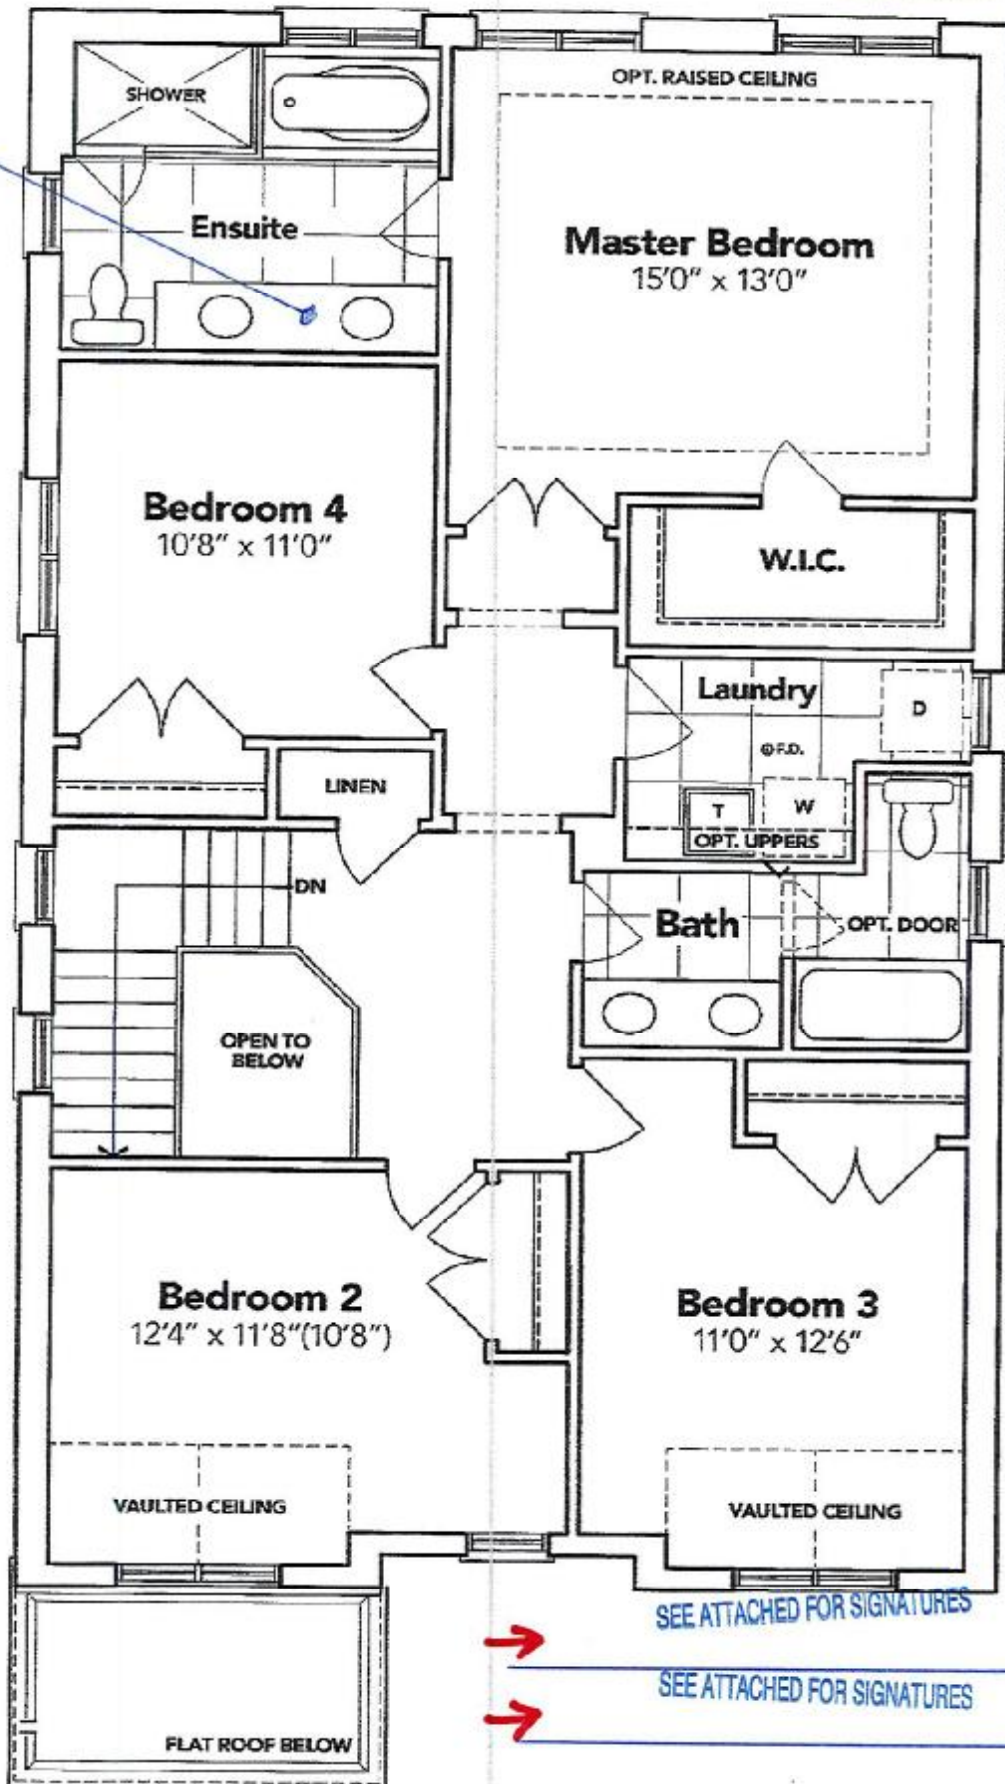 OPT. RAISED CEILING
SHOWER
Ensuite
Master Bedroom
15'0" x 13'0"
Bedroom 4
10'8" x 11'0"
W.I.C.
Laundry
D
F.D.
LINEN
T
W
OPT. UPPERS
DN
Bath
OPT. DOOR
OPEN TO
BELOW
Bedroom 2
12'4" x 11'8"(10'8")
Bedroom 3
11'0" x 12'6"
VAULTED CEILING
VAULTED CEILING
SEE ATTACHED FOR SIGNATURES
SEE ATTACHED FOR SIGNATURES
FLAT ROOF BELOW